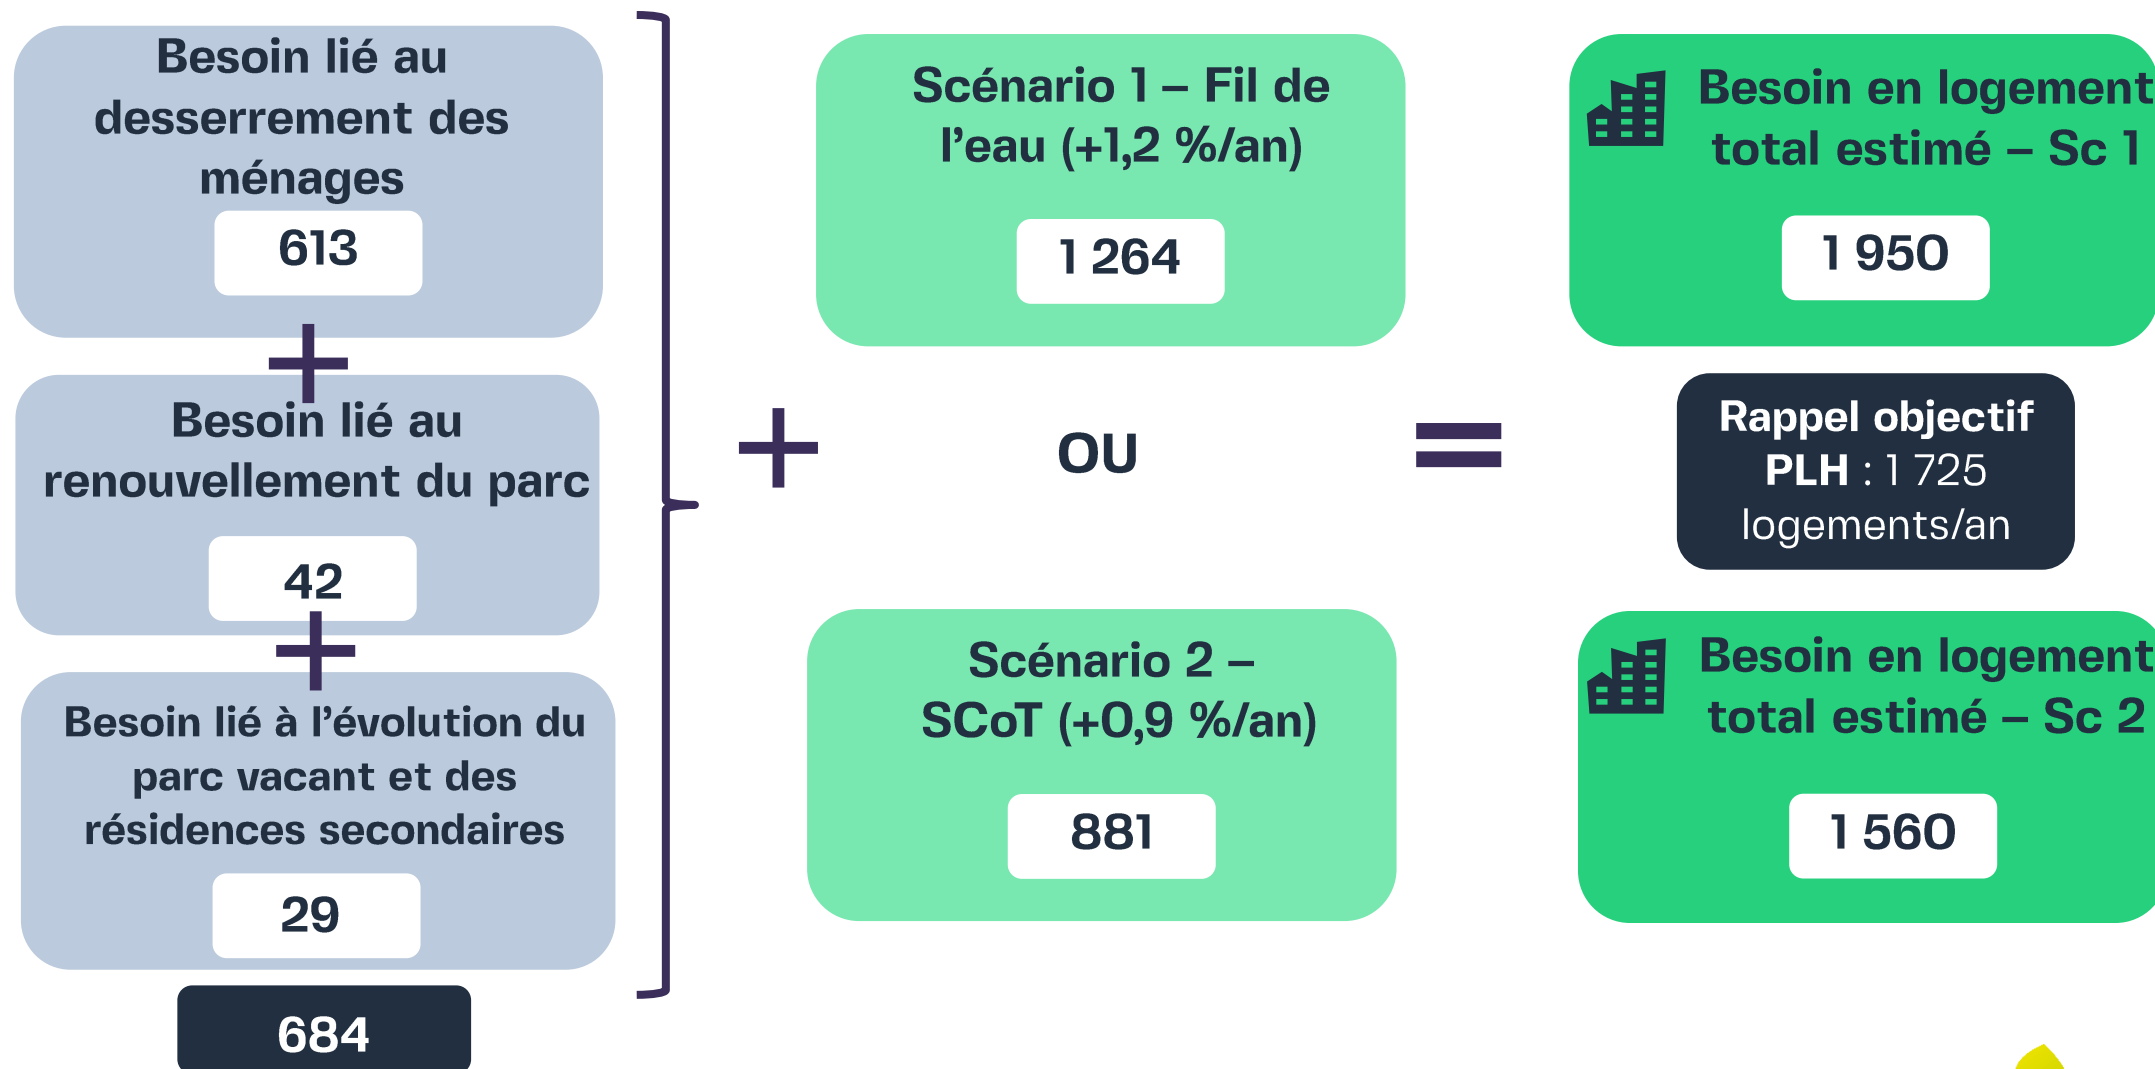 Besoin lié au
desserrement des
ménages
613
+
Besoin lié au
renouvellement du parc
42
+
Besoin lié à l’évolution du
parc vacant et des
résidences secondaires
29
684
+
Scénario 1 – Fil de
l’eau (+1,2 %/an)
1 264
OU
Scénario 2 –
SCoT (+0,9 %/an)
881
=
Besoin en logement
total estimé – Sc 1
1 950
Rappel objectif
PLH : 1 725
logements/an
Besoin en logement
total estimé – Sc 2
1 560